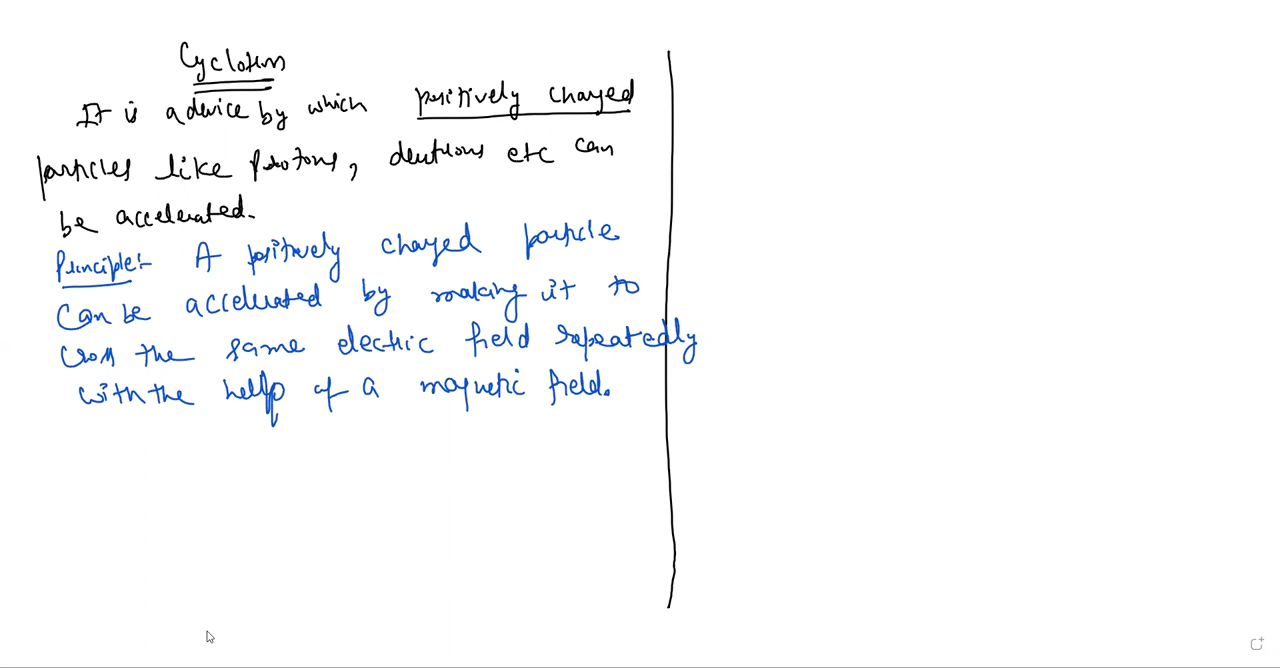 Cyclotron
It is a device by which positively charged
particles like protons, deutrons etc can
be accelerated.
Principle:- A positively charged particle
Can be accelerated by making it to
cross the same electric field repeatedly
with the help of a magnetic field.